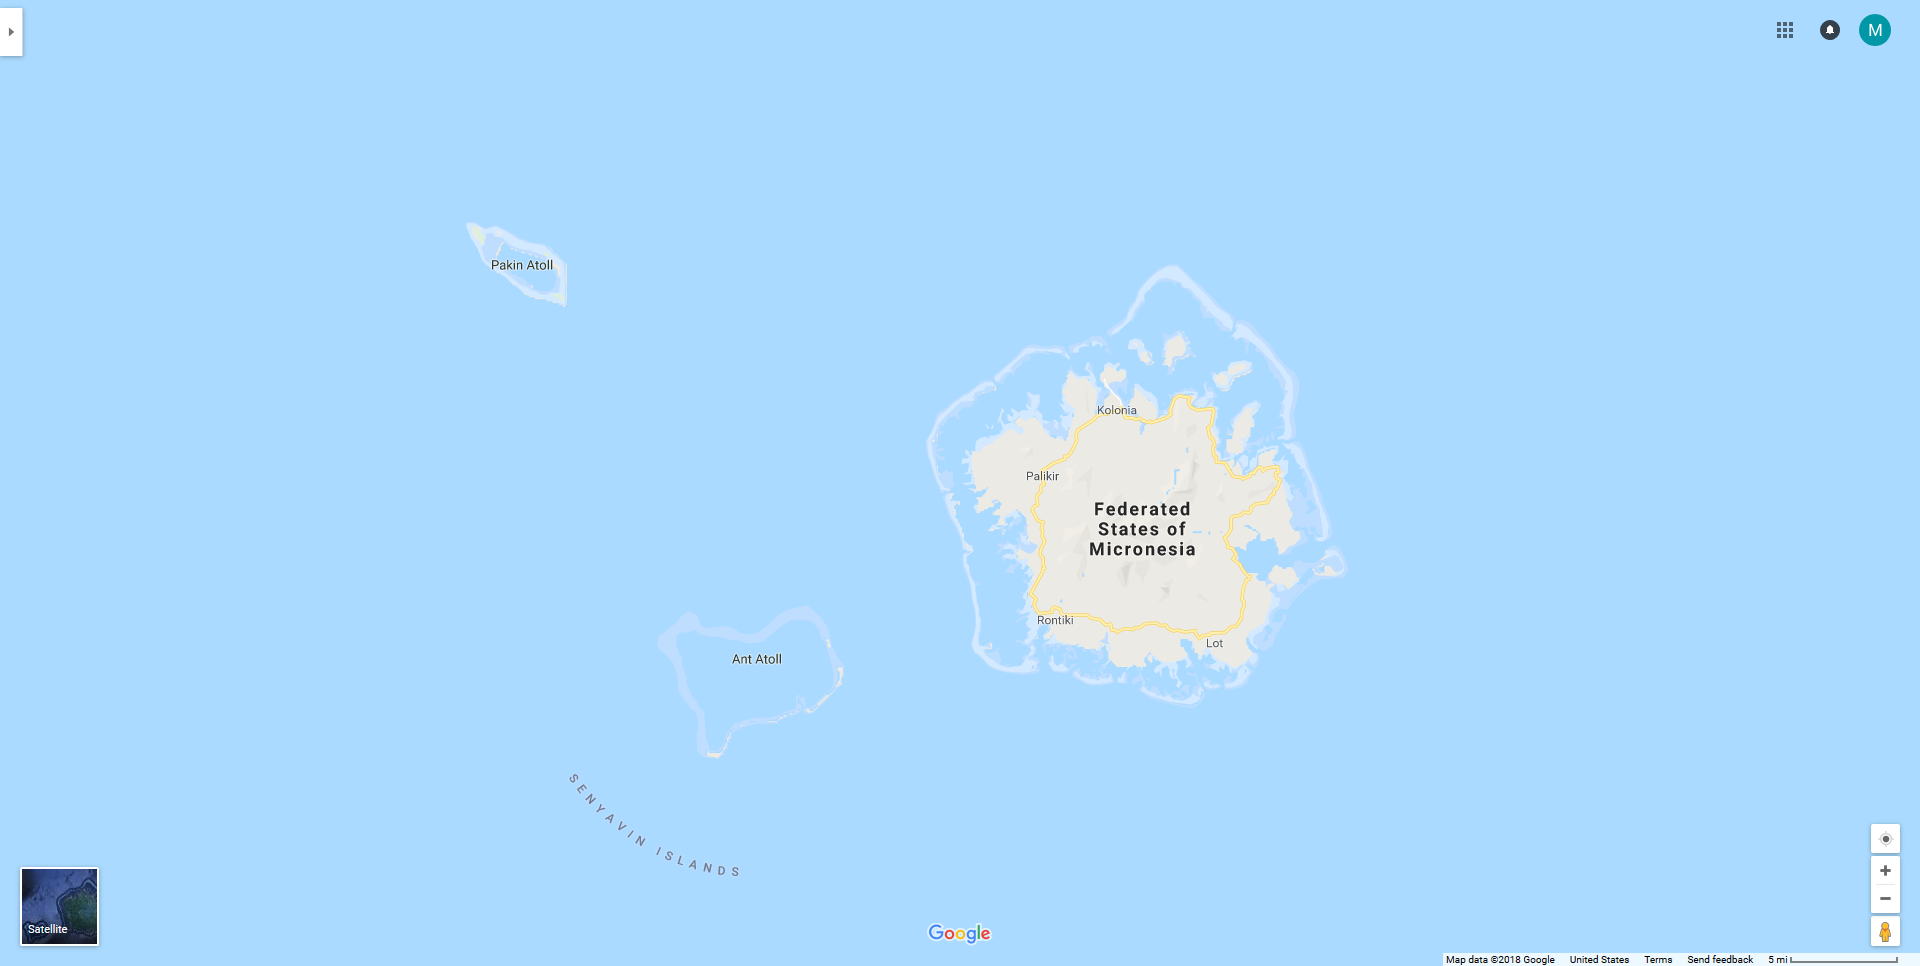 M
Pakin Atoll
Kolonia
Palikir
Federated
States of
Micronesia
Rontiki
Lot
Ant Atoll
SENYAVIN ISLANDS
Satellite
Google
Map data ©2018 Google United States Terms Send feedback 5 mi